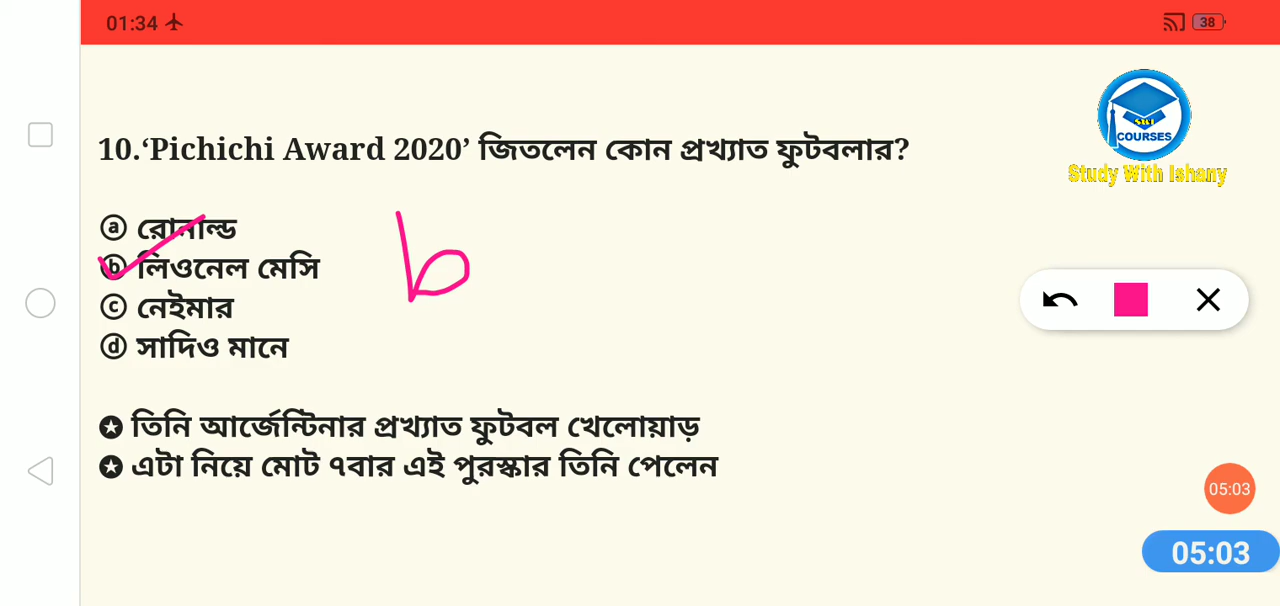 01:34
38
SWI
COURSES
Study With Ishany
10.‘Pichichi Award 2020’ জিতলেন কোন প্রখ্যাত ফুটবলার?
ⓐ রোনাল্ড
ⓑ লিওনেল মেসি
b
ⓒ নেইমার
ⓓ সাদিও মানে
✪ তিনি আর্জেন্টিনার প্রখ্যাত ফুটবল খেলোয়াড়
✪ এটা নিয়ে মোট ৭বার এই পুরস্কার তিনি পেলেন
05:03
05:03